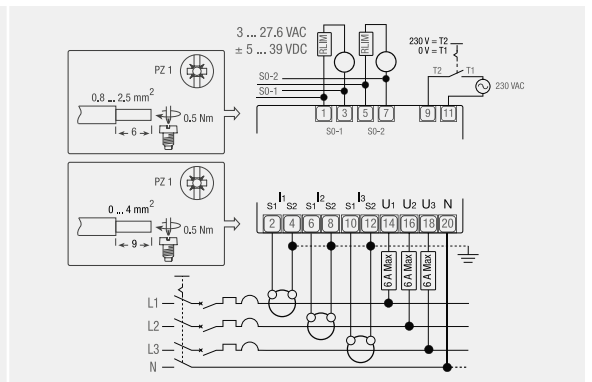 3 ... 27.6 VAC
± 5 ... 39 VDC
RLIM
RLIM
230 V = T2
0 V = T1
T2 T1
230 VAC
S0-2
S0-1
1 3 5 7 9 11
S0-1 S0-2
PZ 1
0,8 ... 2.5 mm2
6
0.5 Nm
PZ 1
0 ... 4 mm2
9
0.5 Nm
I1 I2 I3
S1 S2 S1 S2 S1 S2 U1 U2 U3 N
2 4 6 8 10 12 14 16 18 20
6 A Max
6 A Max
6 A Max
L1
L2
L3
N